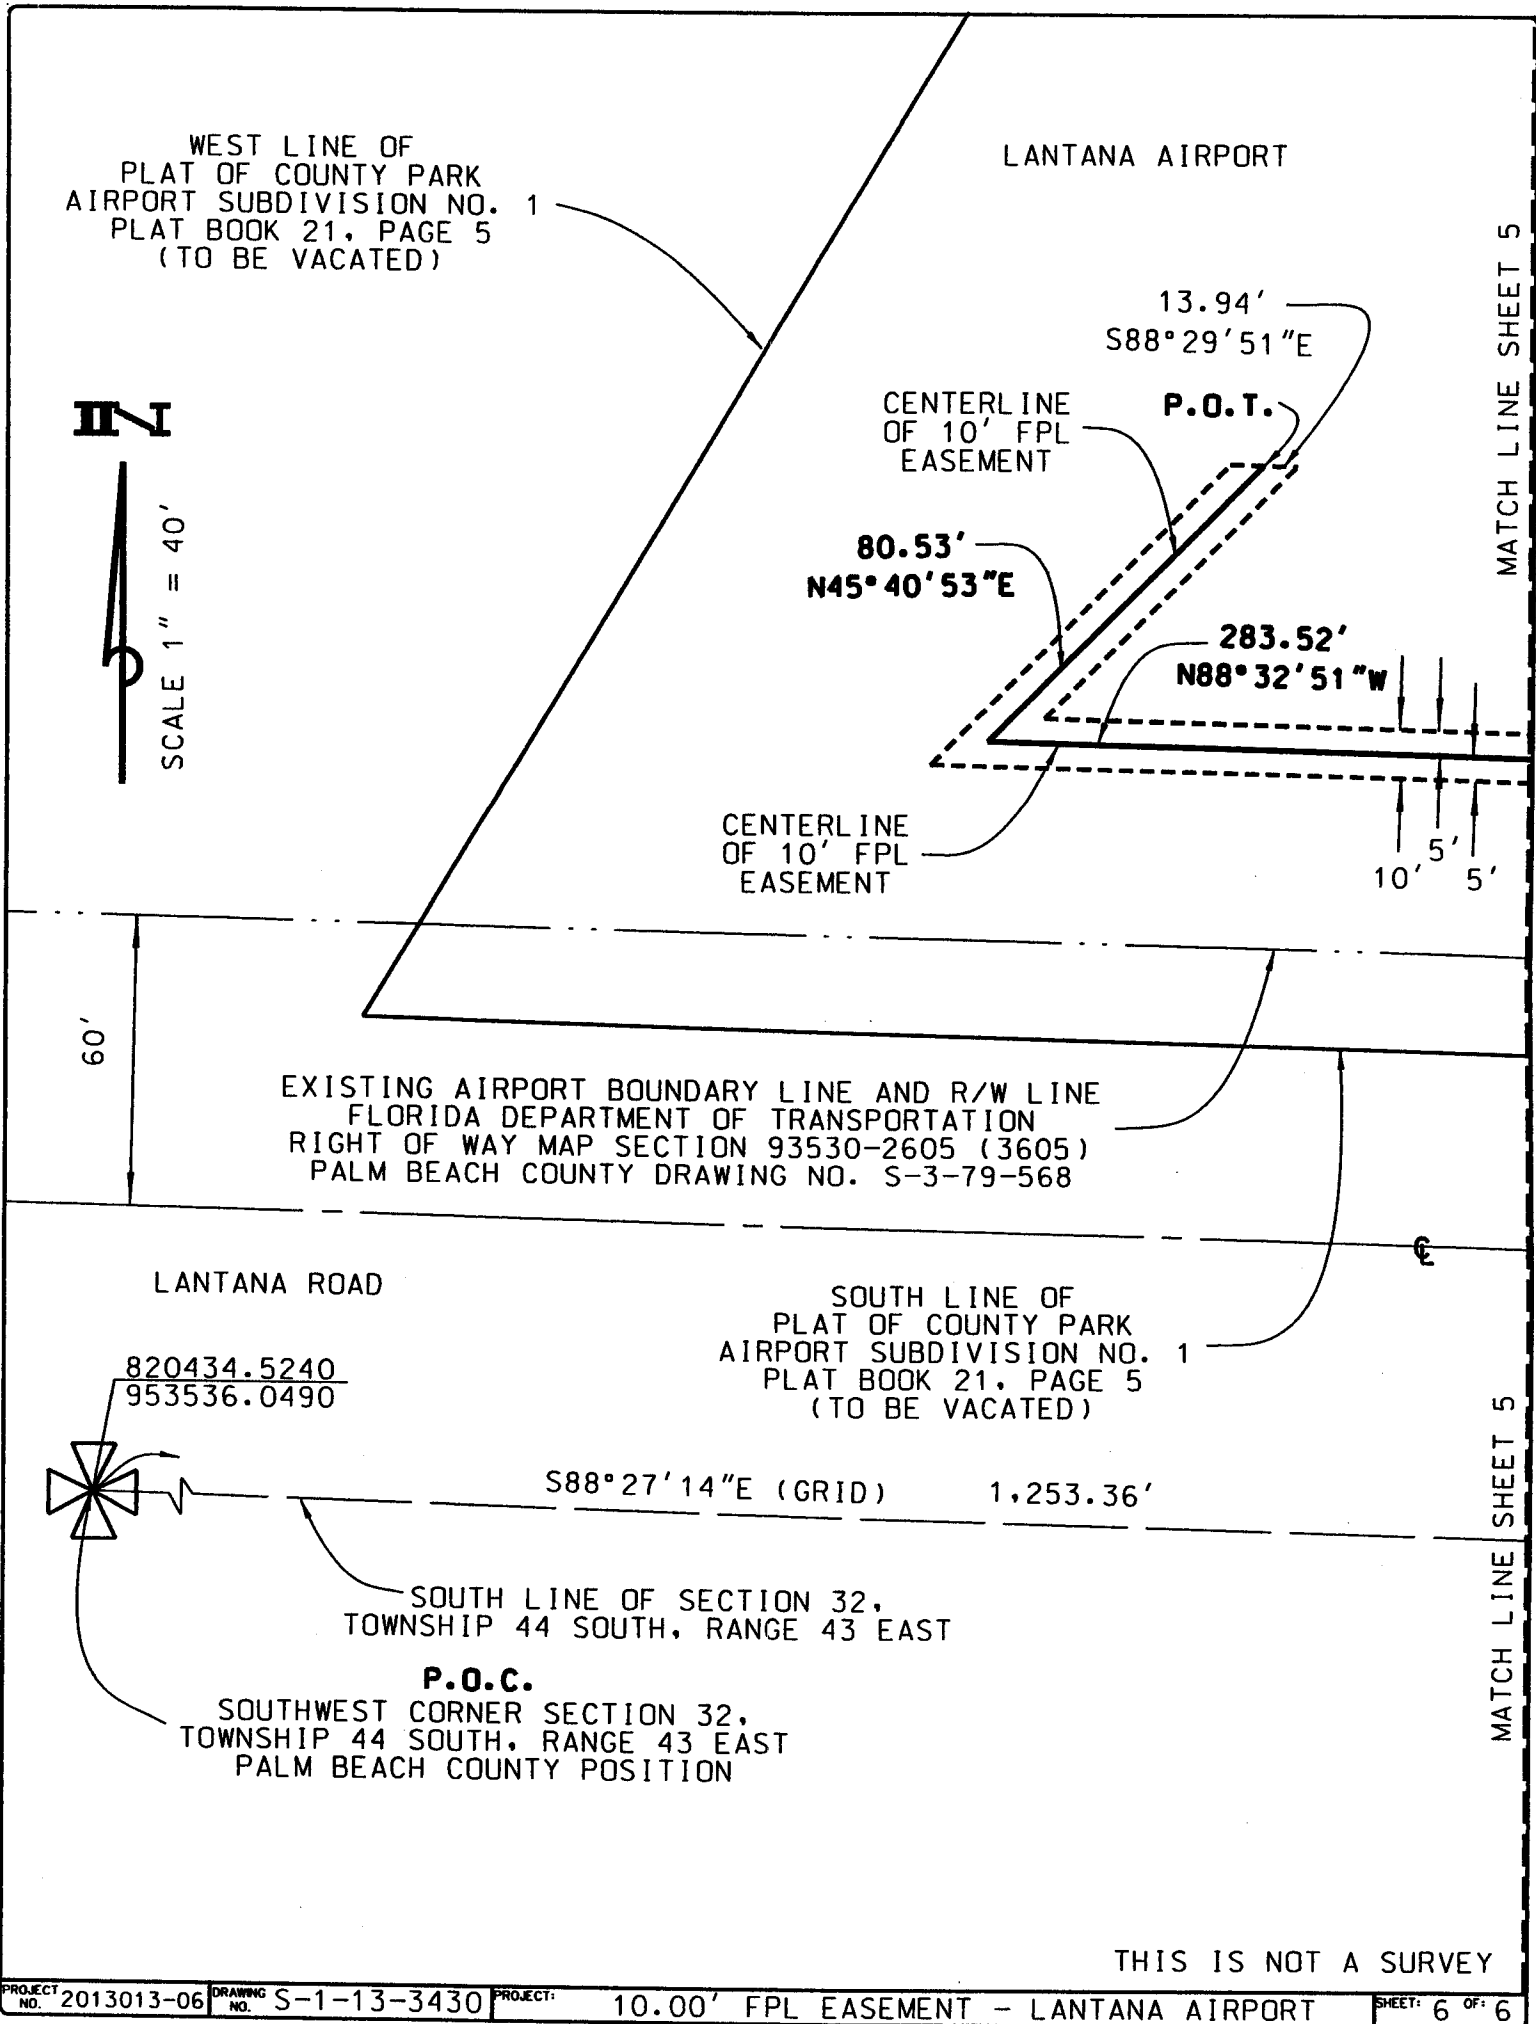 WEST LINE OF
PLAT OF COUNTY PARK
AIRPORT SUBDIVISION NO. 1
PLAT BOOK 21, PAGE 5
(TO BE VACATED)
LANTANA AIRPORT
MATCH LINE SHEET 5
13.94'
S88°29'51"E
P.O.T.
CENTERLINE
OF 10' FPL
EASEMENT
N
SCALE 1" = 40'
80.53'
N45°40'53"E
283.52'
N88°32'51"W
CENTERLINE
OF 10' FPL
EASEMENT
10'
5'
5'
60'
EXISTING AIRPORT BOUNDARY LINE AND R/W LINE
FLORIDA DEPARTMENT OF TRANSPORTATION
RIGHT OF WAY MAP SECTION 93530-2605 (3605)
PALM BEACH COUNTY DRAWING NO. S-3-79-568
℄
LANTANA ROAD
SOUTH LINE OF
PLAT OF COUNTY PARK
AIRPORT SUBDIVISION NO. 1
PLAT BOOK 21, PAGE 5
(TO BE VACATED)
820434.5240
953536.0490
S88°27'14"E (GRID) 1,253.36'
MATCH LINE SHEET 5
SOUTH LINE OF SECTION 32,
TOWNSHIP 44 SOUTH, RANGE 43 EAST
P.O.C.
SOUTHWEST CORNER SECTION 32,
TOWNSHIP 44 SOUTH, RANGE 43 EAST
PALM BEACH COUNTY POSITION
THIS IS NOT A SURVEY
PROJECT NO. 2013013-06 DRAWING NO. S-1-13-3430 PROJECT: 10.00' FPL EASEMENT - LANTANA AIRPORT SHEET: 6 OF: 6